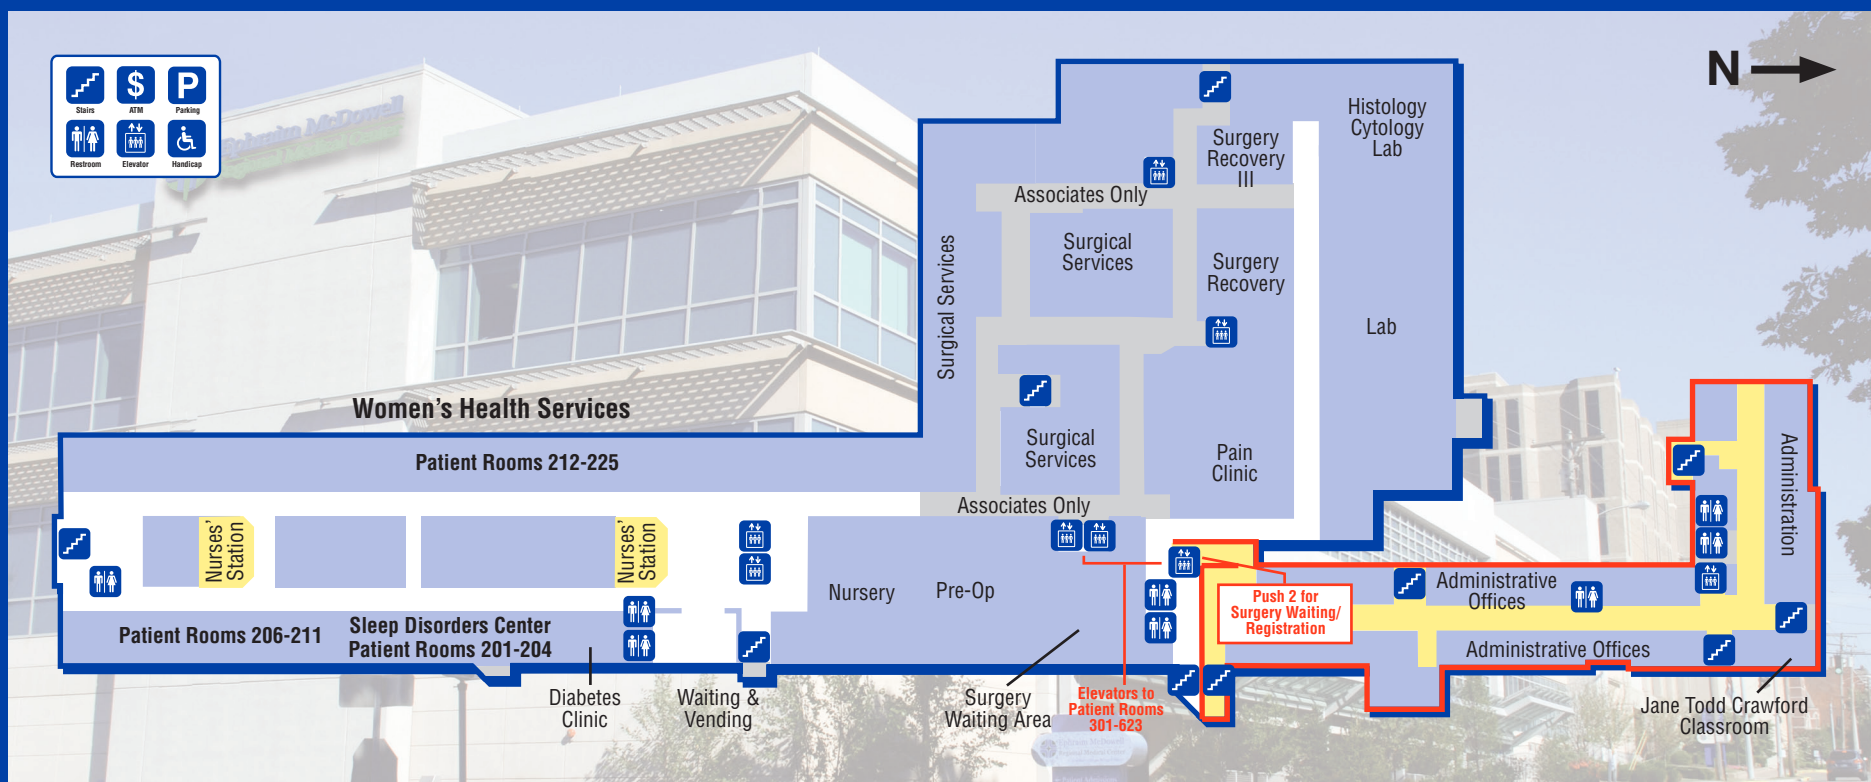 N
$
P
Stairs
ATM
Parking
Restroom
Elevator
Handicap
Ephraim McDowell
Histology
Cytology
Lab
Surgery
Recovery
III
Associates Only
Surgical
Services
Surgery
Recovery
Surgical Services
Lab
Women's Health Services
Patient Rooms 212-225
Surgical
Services
Pain
Clinic
Administration
Associates Only
Nurses'
Station
Nurses'
Station
Nursery
Pre-Op
Administrative
Offices
Push 2 for
Surgery Waiting/
Registration
Patient Rooms 206-211
Sleep Disorders Center
Patient Rooms 201-204
Administrative Offices
Diabetes
Clinic
Waiting &
Vending
Surgery
Waiting Area
Elevators to
Patient Rooms
301-623
Jane Todd Crawford
Classroom
Ephraim McDowell